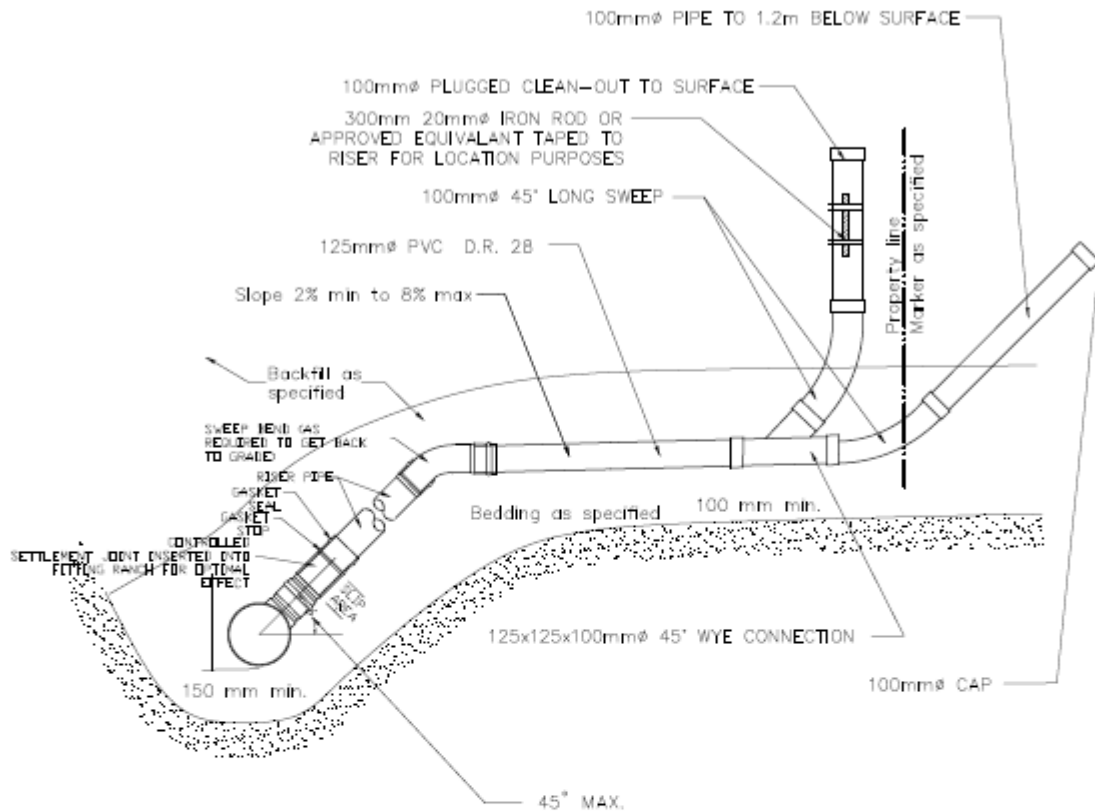 100mmø PIPE TO 1.2m BELOW SURFACE
100mmø PLUGGED CLEAN-OUT TO SURFACE
300mm 20mmø IRON ROD OR
APPROVED EQUIVALANT TAPED TO
RISER FOR LOCATION PURPOSES
100mmø 45° LONG SWEEP
125mmø PVC D.R. 28
Slope 2% min to 8% max
Property line
Marker as specified
Backfill as
specified
SWEEP BEND (AS
REQUIRED TO GET BACK
TO GRADE)
RISER PIPE
GASKET
SEAL
GASKET
STOP
CONTROLLED
SETTLEMENT JOINT INSERTED INTO
FITTING RANCH FOR OPTIMAL
EFFECT
SLIP
AREA
Bedding as specified
100 mm min.
125x125x100mmø 45° WYE CONNECTION
100mmø CAP
150 mm min.
45° MAX.